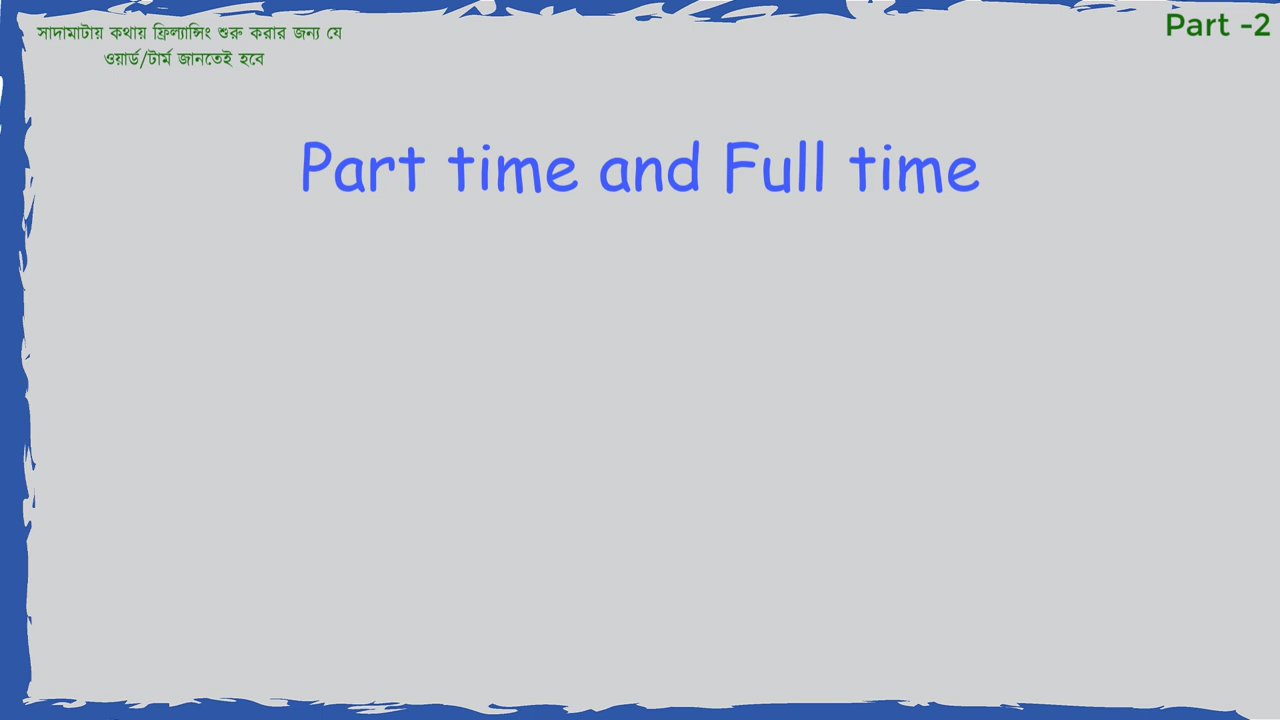 সাদামাটায় কথায় ফ্রিল্যান্সিং শুরু করার জন্য যে
ওয়ার্ড/টার্ম জানতেই হবে
Part -2
Part time and Full time